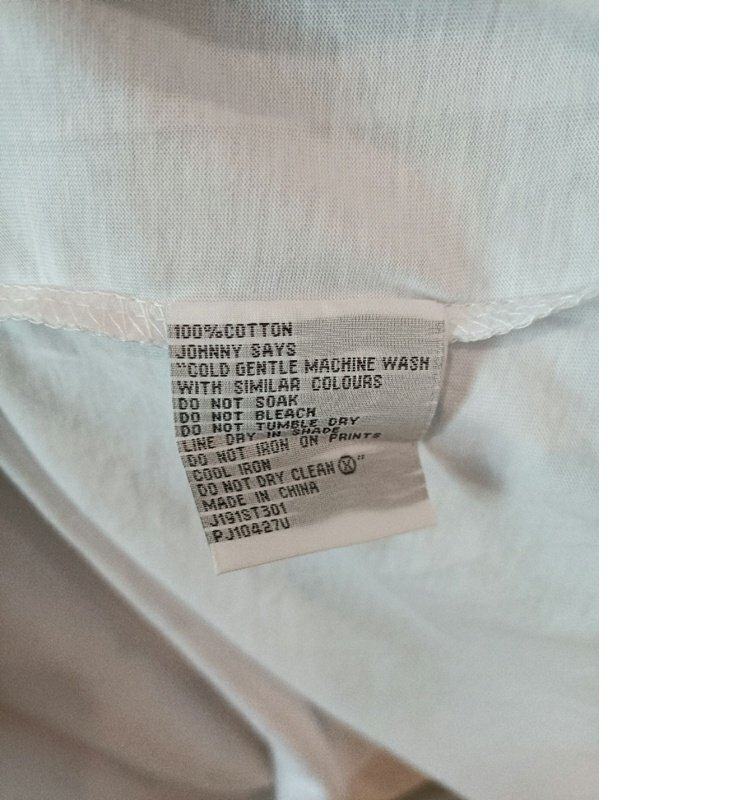 100%COTTON
JOHNNY SAYS
"COLD GENTLE MACHINE WASH
WITH SIMILAR COLOURS
DO NOT SOAK
DO NOT BLEACH
DO NOT TUMBLE DRY
LINE DRY IN SHADE
DO NOT IRON ON PRINTS
COOL IRON
DO NOT DRY CLEAN Ⓧ"
MADE IN CHINA
J191ST301
PJ10427U